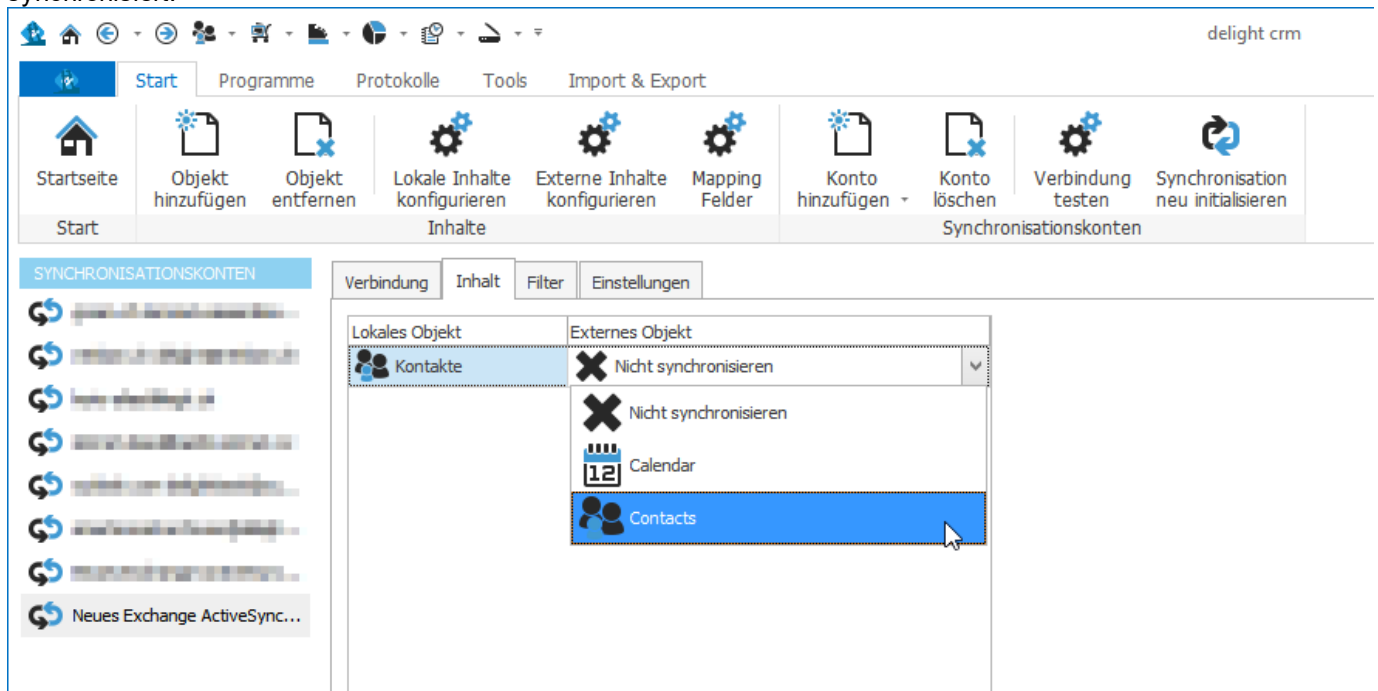 synchronisiert.
delight crm
Start Programme Protokolle Tools Import & Export
Startseite
Objekt hinzufügen
Objekt entfernen
Lokale Inhalte konfigurieren
Externe Inhalte konfigurieren
Mapping Felder
Konto hinzufügen
Konto löschen
Verbindung testen
Synchronisation neu initialisieren
Start Inhalte Synchronisationskonten
SYNCHRONISATIONSKONTEN
Verbindung Inhalt Filter Einstellungen
Lokales Objekt Externes Objekt
Kontakte Nicht synchronisieren
Nicht synchronisieren
12 Calendar
Contacts
Neues Exchange ActiveSync...